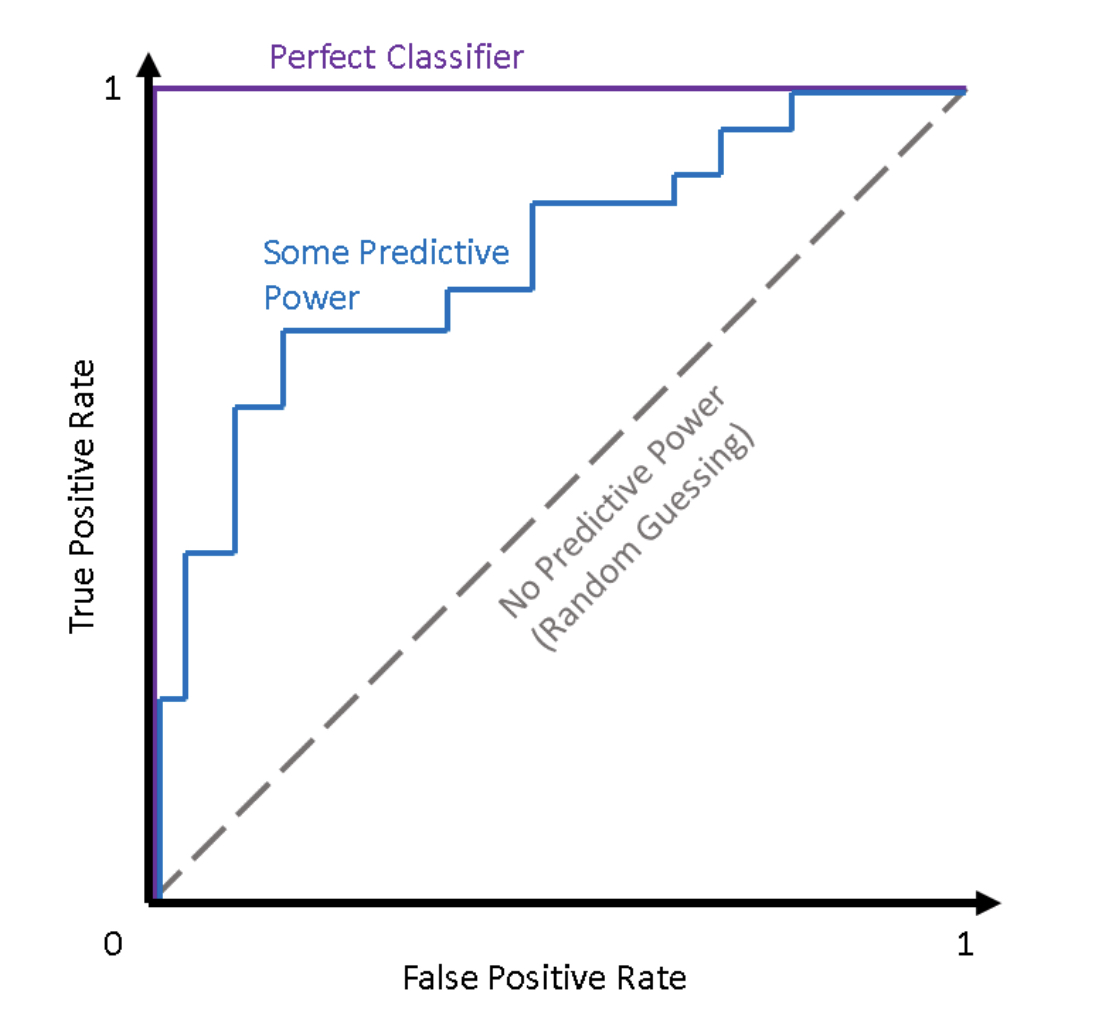 Perfect Classifier
1
Some Predictive
Power
True Positive Rate
No Predictive Power
(Random Guessing)
0
1
False Positive Rate